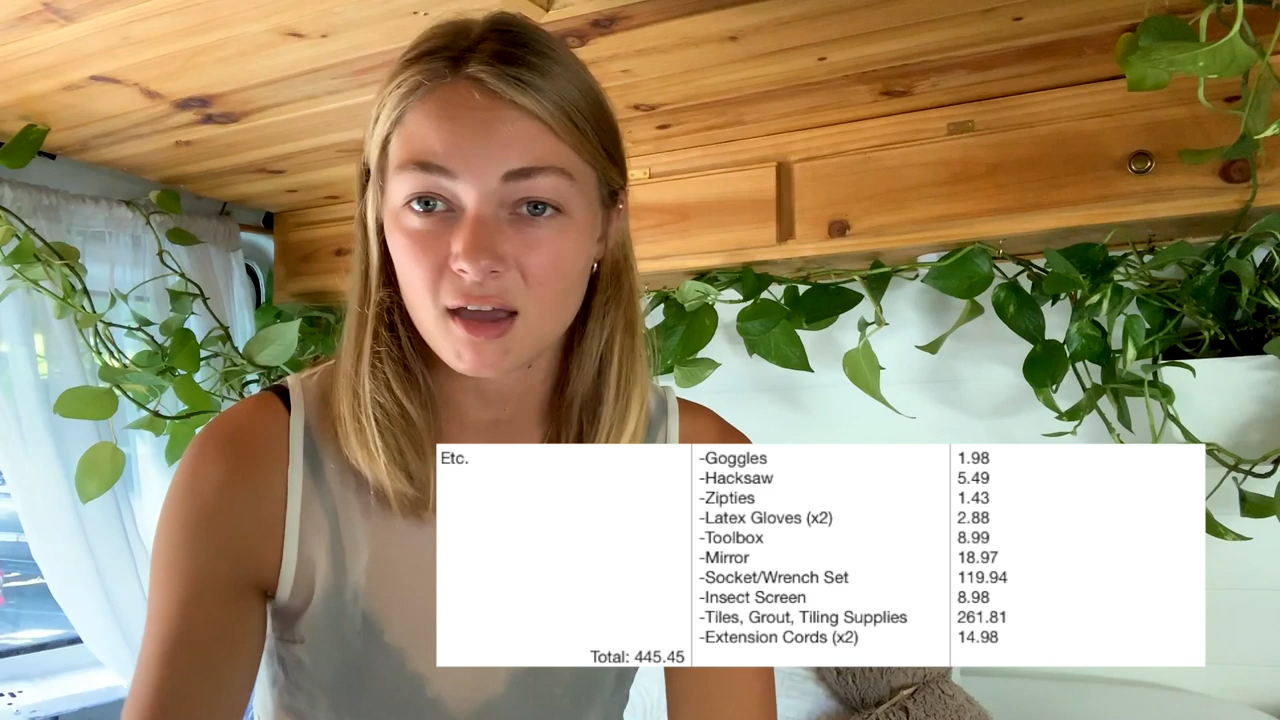 Etc.
-Goggles 1.98
-Hacksaw 5.49
-Zipties 1.43
-Latex Gloves (x2) 2.88
-Toolbox 8.99
-Mirror 18.97
-Socket/Wrench Set 119.94
-Insect Screen 8.98
-Tiles, Grout, Tiling Supplies 261.81
-Extension Cords (x2) 14.98
Total: 445.45